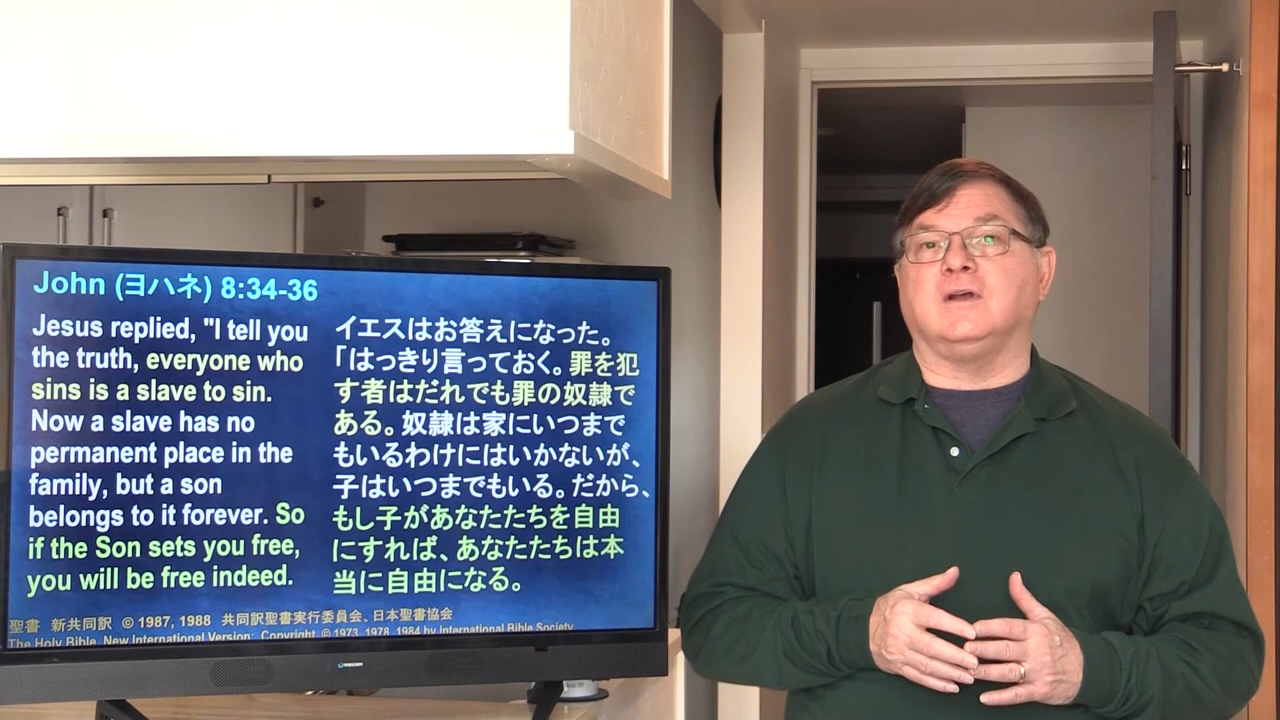 John (ヨハネ) 8:34-36
Jesus replied, "I tell you
the truth, everyone who
sins is a slave to sin.
Now a slave has no
permanent place in the
family, but a son
belongs to it forever. So
if the Son sets you free,
you will be free indeed.
イエスはお答えになった。
「はっきり言っておく。罪を犯
す者はだれでも罪の奴隷で
ある。奴隷は家にいつまで
もいるわけにはいかないが、
子はいつまでもいる。だから、
もし子があなたたちを自由
にすれば、あなたたちは本
当に自由になる。
聖書 新共同訳 © 1987, 1988 共同訳聖書実行委員会、日本聖書協会
The Holy Bible, New International Version; Copyright © 1973, 1978, 1984 by International Bible Society